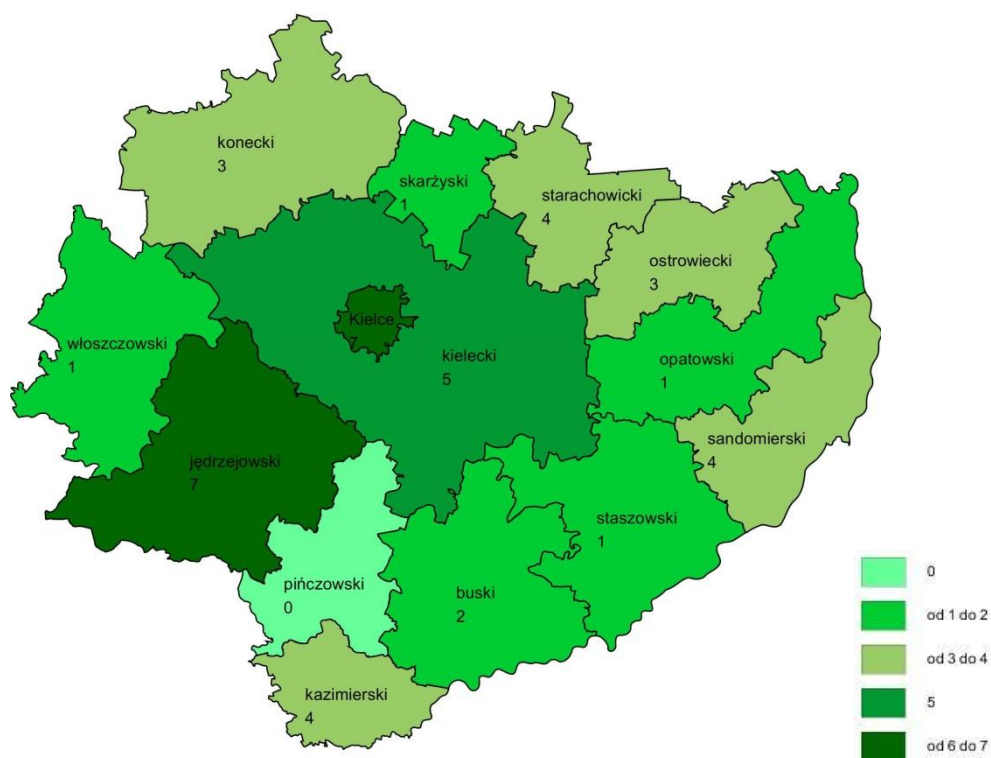 konecki
3
skarżyski
1
starachowicki
4
ostrowiecki
3
Kielce
7
włoszczowski
1
kielecki
5
opatowski
1
sandomierski
4
jędrzejowski
7
staszowski
1
pińczowski
0
buski
2
kazimierski
4
0
od 1 do 2
od 3 do 4
5
od 6 do 7